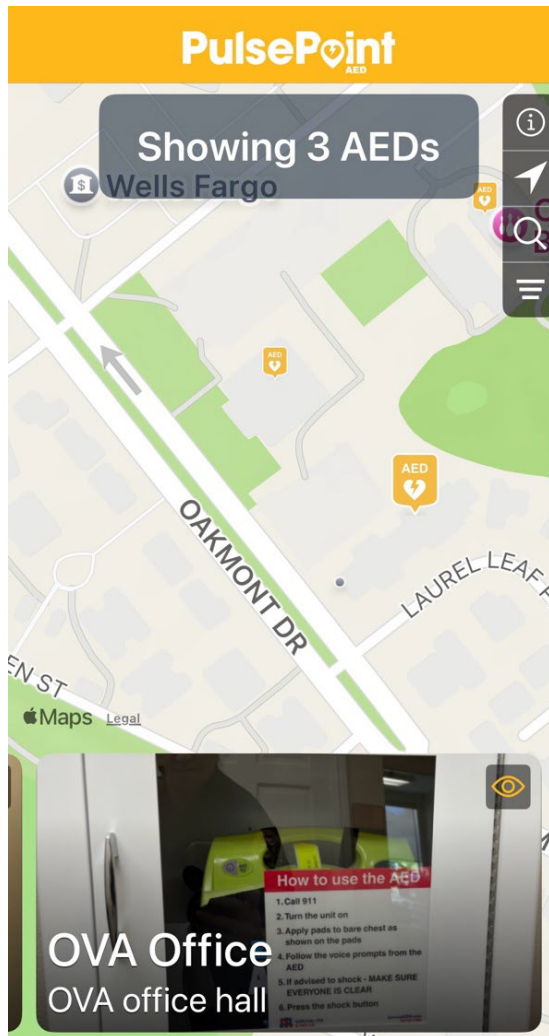 PulsePoint
AED
Showing 3 AEDs
Wells Fargo
AED
AED
AED
OAKMONT DR
LAUREL LEAF
EN ST
Maps Legal
How to use the AED
1. Call 911
2. Turn the unit on
3. Apply pads to bare chest as
shown on the pads
4. Follow the voice prompts from the
AED
5. If advised to shock - MAKE SURE
EVERYONE IS CLEAR
6. Press the shock button
OVA Office
OVA office hall